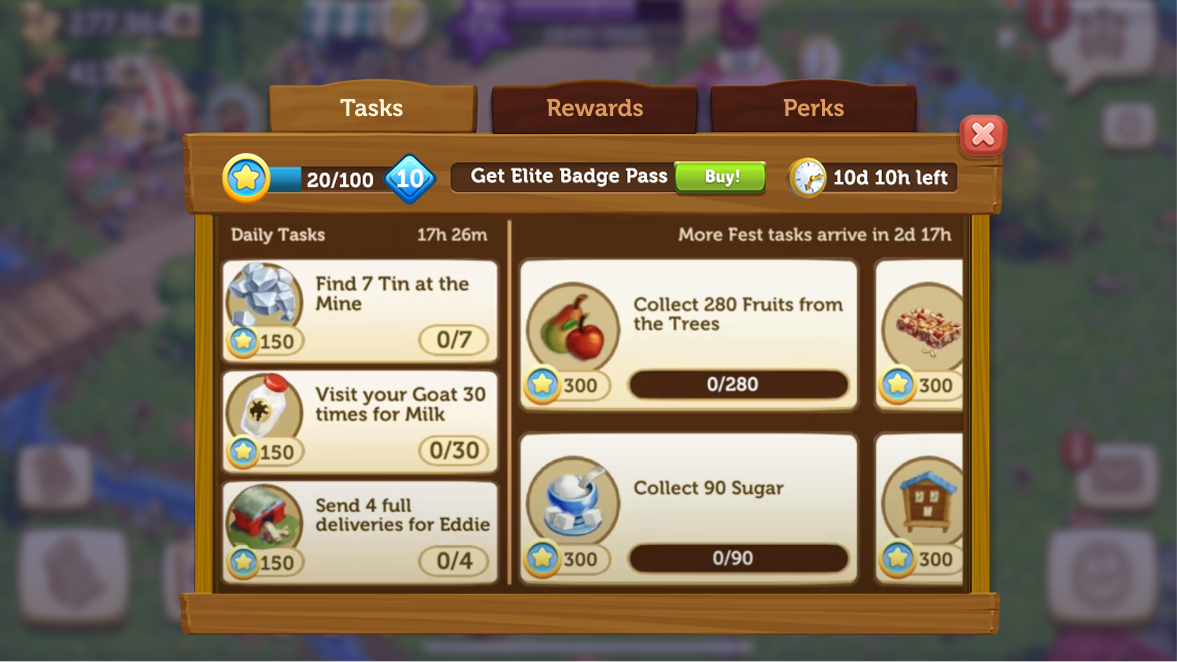 Tasks
Rewards
Perks
20/100
10
Get Elite Badge Pass
Buy!
10d 10h left
Daily Tasks
17h 26m
More Fest tasks arrive in 2d 17h
Find 7 Tin at the
Mine
150
0/7
Visit your Goat 30
times for Milk
150
0/30
Send 4 full
deliveries for Eddie
150
0/4
Collect 280 Fruits from
the Trees
300
0/280
300
Collect 90 Sugar
300
0/90
300